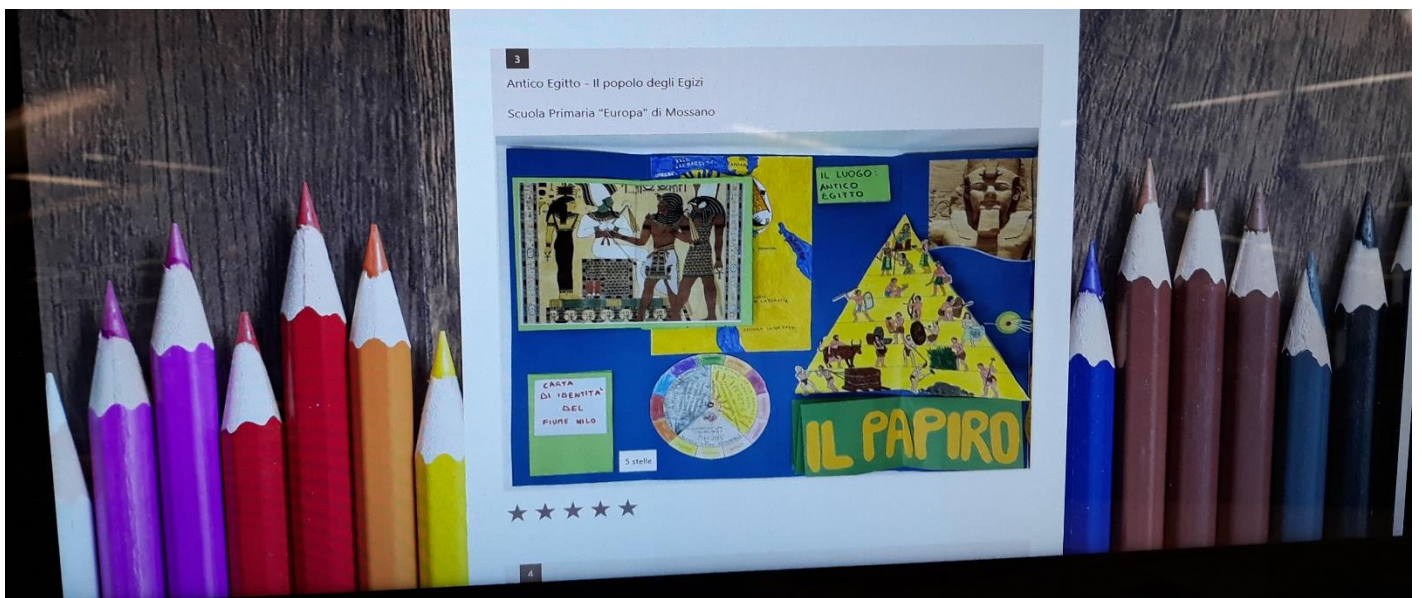 3
Antico Egitto - Il popolo degli Egizi
Scuola Primaria "Europa" di Mossano
IL LUOGO:
ANTICO
EGITTO
CARTA
DI IDENTITA'
DEL
FIUME NILO
5 stelle
IL PAPIRO
4